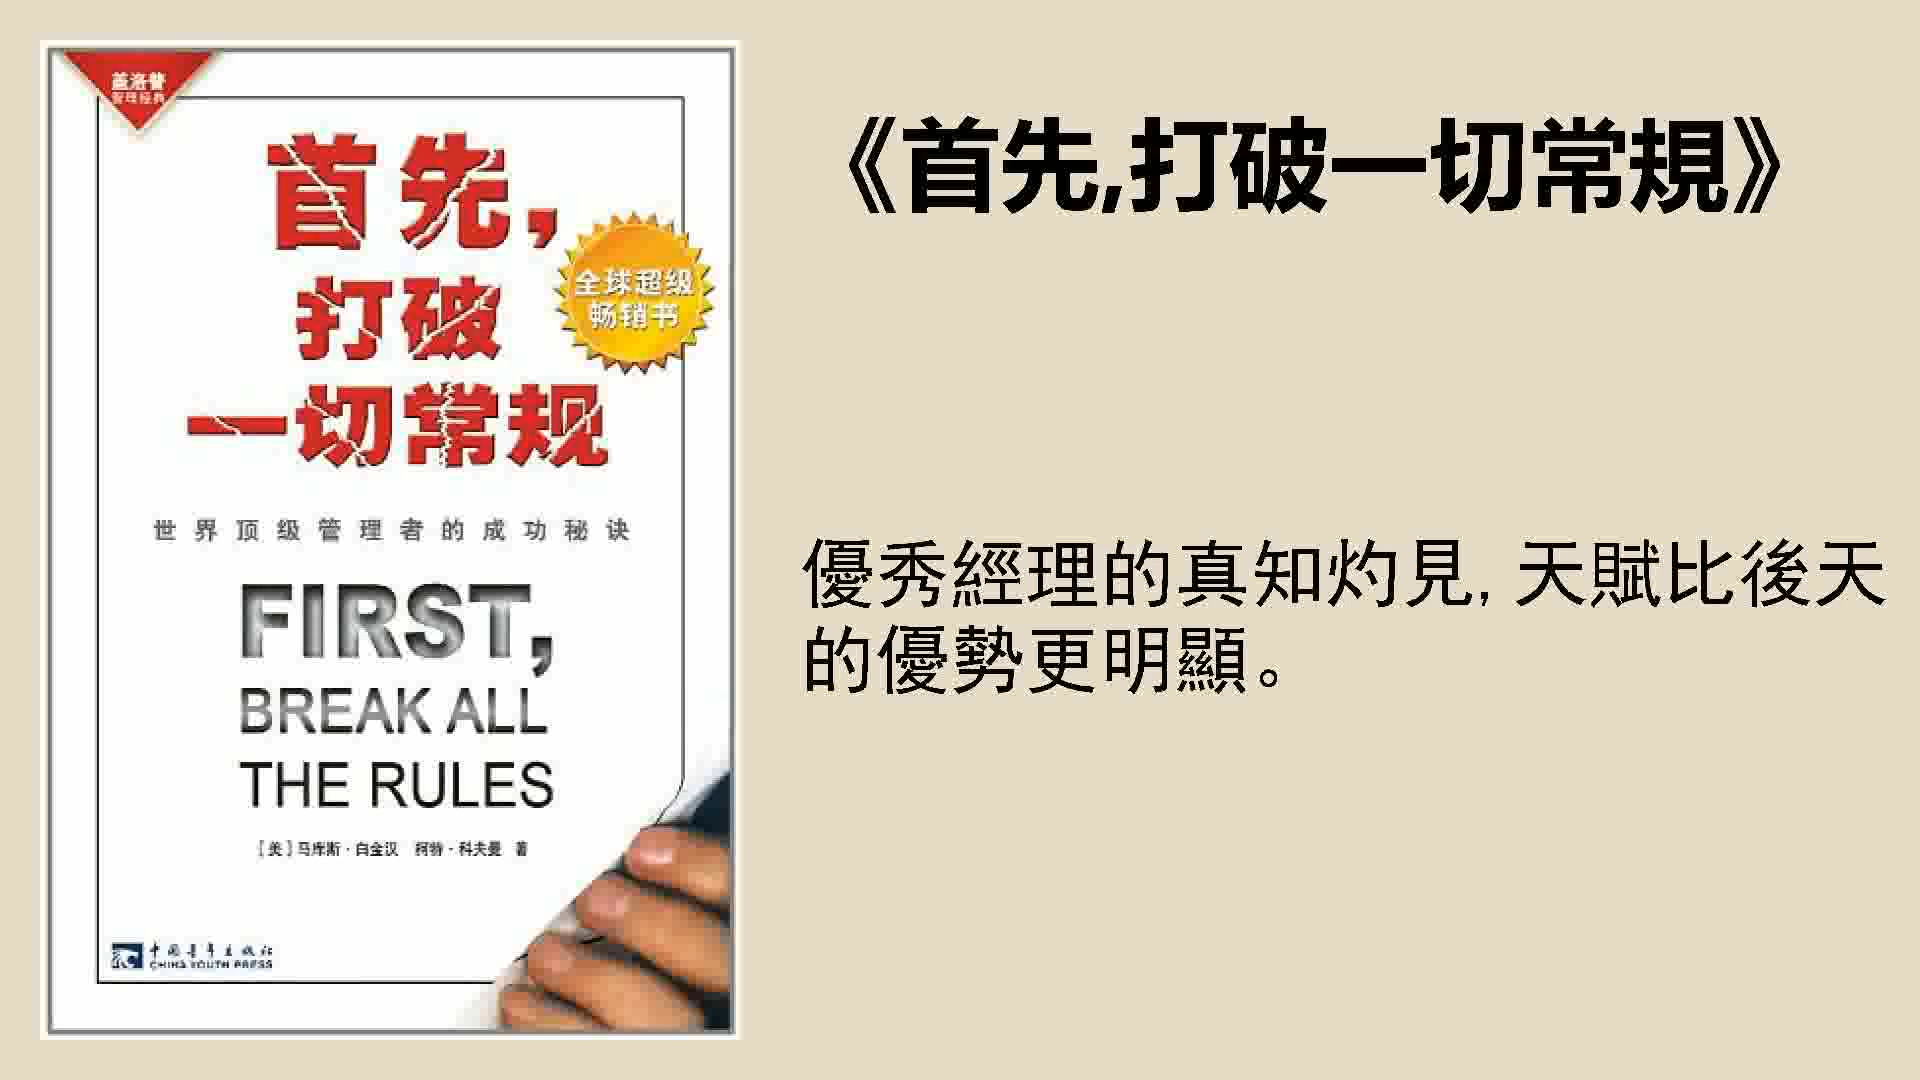 盖洛普
管理经典
首先,
打破
一切常规
全球超级
畅销书
世界顶级管理者的成功秘诀
FIRST,
BREAK ALL
THE RULES
[美]马库斯·白金汉 柯特·科夫曼 著
中国青年出版社
CHINA YOUTH PRESS
《首先,打破一切常規》
優秀經理的真知灼見,天賦比後天
的優勢更明顯。